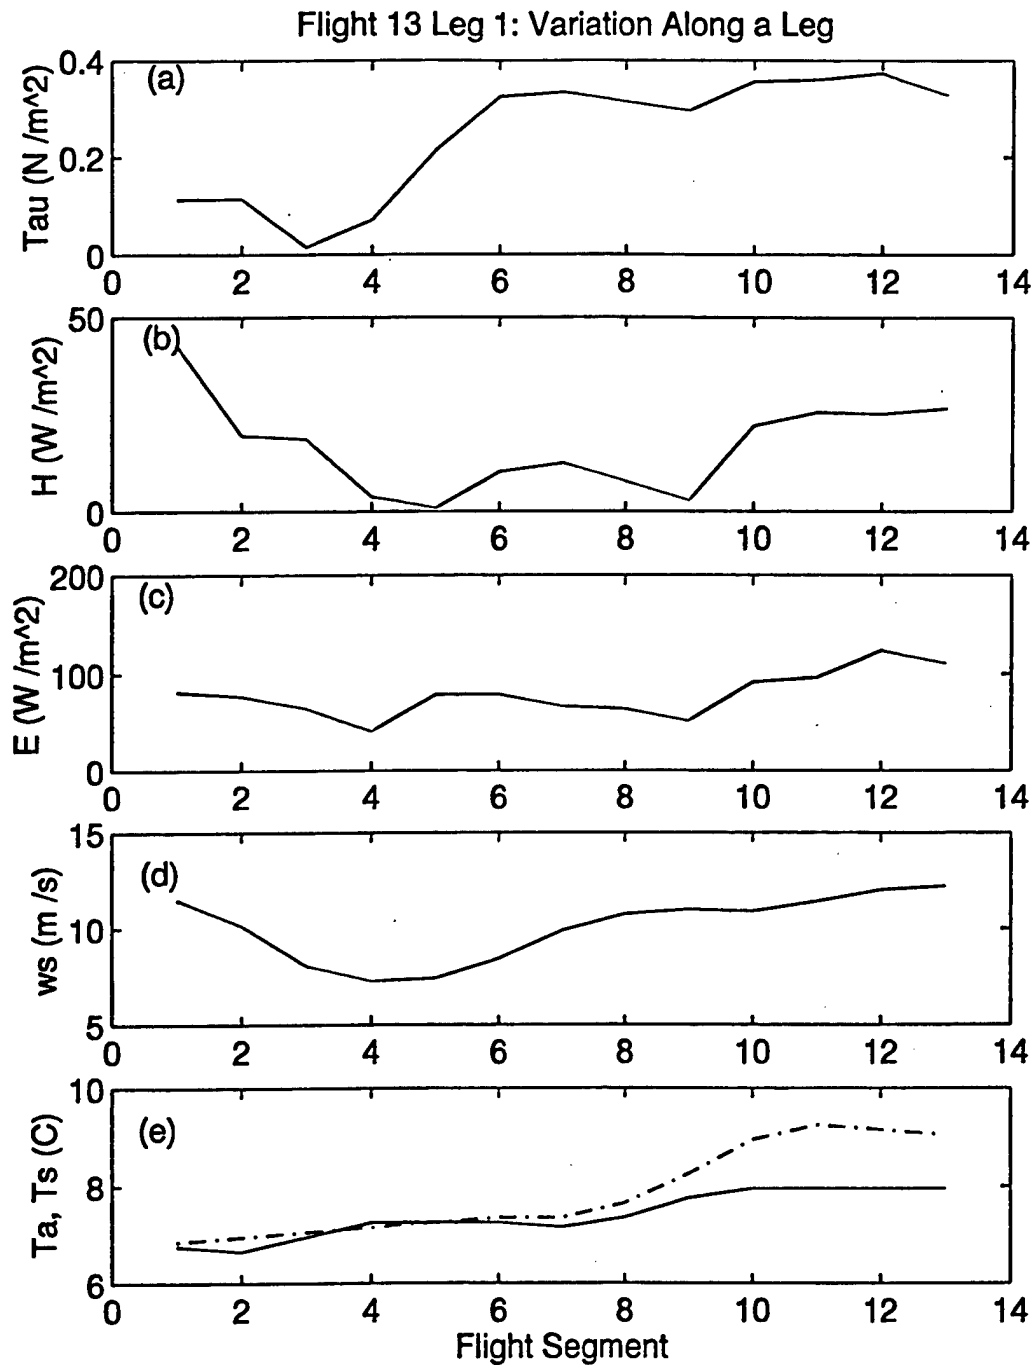 Flight 13 Leg 1: Variation Along a Leg
(a)
Tau (N /m^2)
0.4
0.2
0
0 2 4 6 8 10 12 14
(b)
H (W /m^2)
50
0
0 2 4 6 8 10 12 14
(c)
E (W /m^2)
200
100
0
0 2 4 6 8 10 12 14
(d)
ws (m /s)
15
10
5
0 2 4 6 8 10 12 14
(e)
Ta, Ts (C)
10
8
6
0 2 4 6 8 10 12 14
Flight Segment